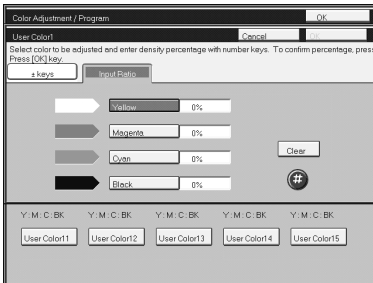 Color Adjustment / Program OK
User Color1 Cancel OK
Select color to be adjusted and enter density percentage with number keys. To confirm percentage, press
Press [OK] key.
± keys Input Ratio
Yellow 0%
Magenta 0%
Cyan 0%
Clear
Black 0%
#
Y:M:C:BK Y:M:C:BK Y:M:C:BK Y:M:C:BK Y:M:C:BK
User Color11 User Color12 User Color13 User Color14 User Color15